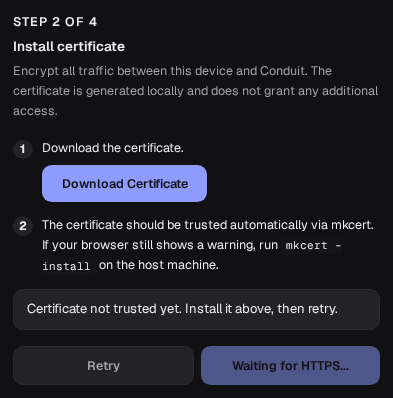 STEP 2 OF 4
Install certificate
Encrypt all traffic between this device and Conduit. The
certificate is generated locally and does not grant any additional
access.
1 Download the certificate.
Download Certificate
2 The certificate should be trusted automatically via mkcert.
If your browser still shows a warning, run mkcert -
install on the host machine.
Certificate not trusted yet. Install it above, then retry.
Retry
Waiting for HTTPS...